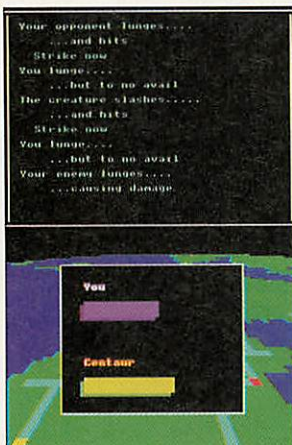 Your opponent lunges....
...and hits
Strike now
You lunge....
...but to no avail
The creature slashes.....
...and hits
Strike now
You lunge....
...but to no avail
Your enemy lunges....
...causing damage
You
Centaur